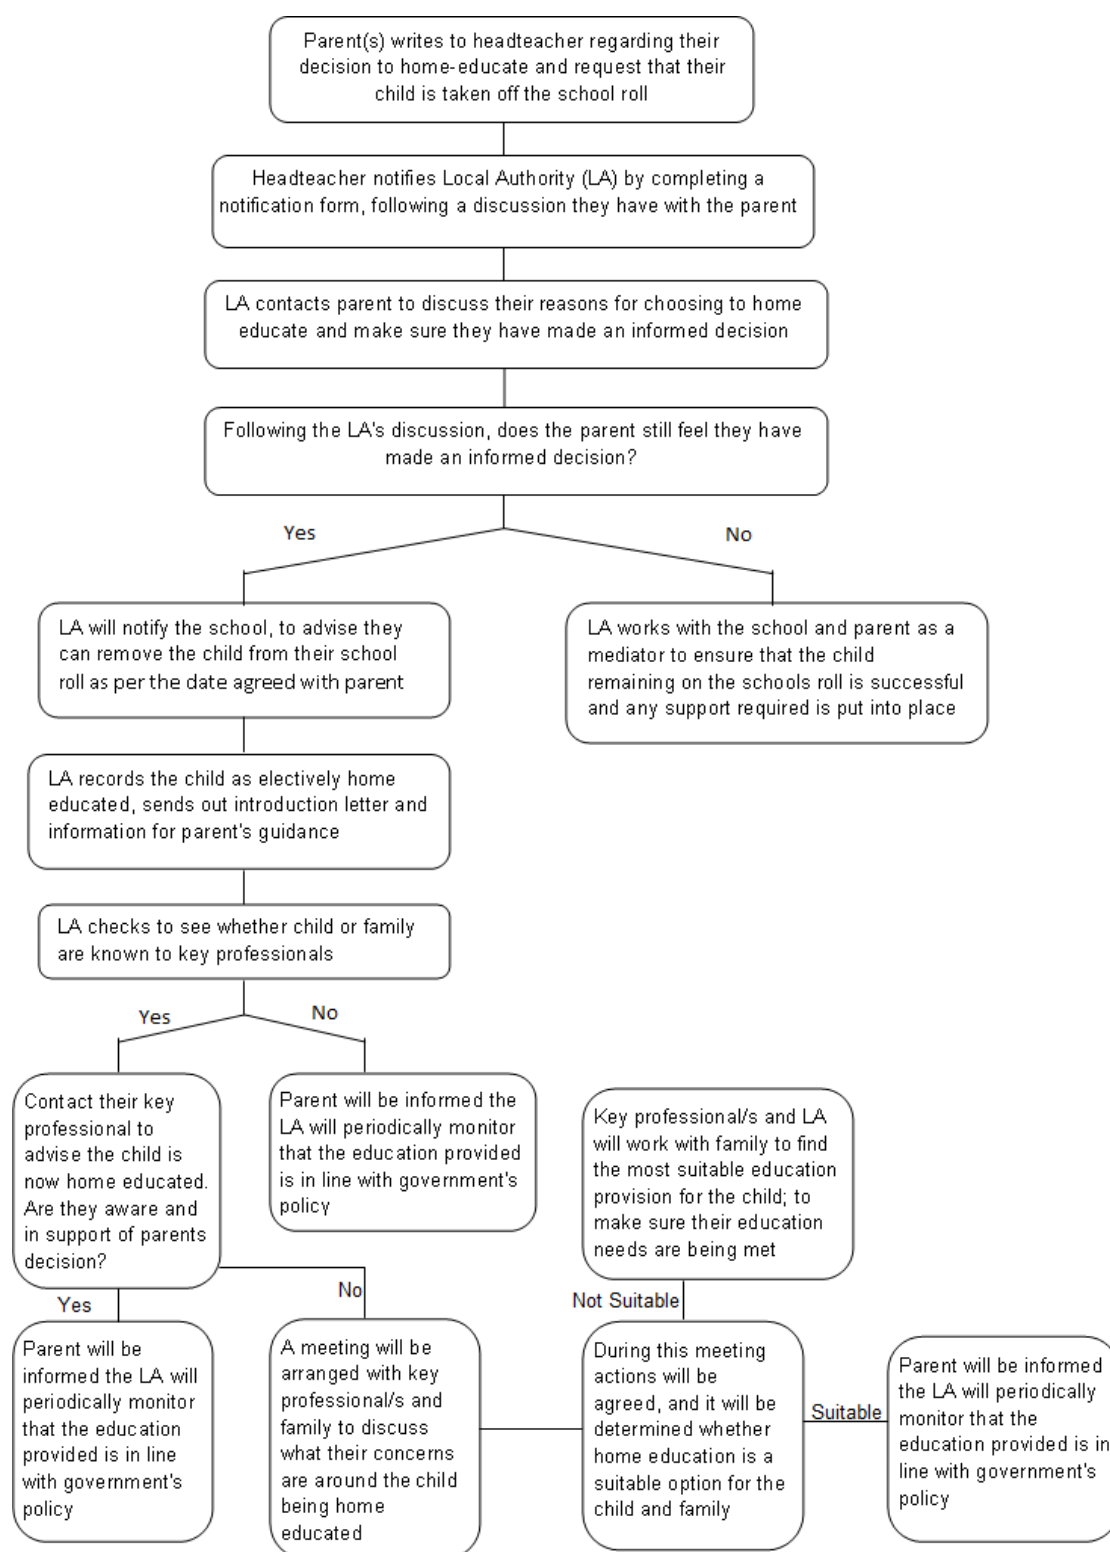 Parent(s) writes to headteacher regarding their
decision to home-educate and request that their
child is taken off the school roll
Headteacher notifies Local Authority (LA) by completing a
notification form, following a discussion they have with the parent
LA contacts parent to discuss their reasons for choosing to home
educate and make sure they have made an informed decision
Following the LA's discussion, does the parent still feel they have
made an informed decision?
Yes
No
LA will notify the school, to advise they
can remove the child from their school
roll as per the date agreed with parent
LA works with the school and parent as a
mediator to ensure that the child
remaining on the schools roll is successful
and any support required is put into place
LA records the child as electively home
educated, sends out introduction letter and
information for parent's guidance
LA checks to see whether child or family
are known to key professionals
Yes
No
Contact their key
professional to
advise the child is
now home educated.
Are they aware and
in support of parents
decision?
Parent will be informed the
LA will periodically monitor
that the education provided
is in line with government's
policy
Key professional/s and LA
will work with family to find
the most suitable education
provision for the child; to
make sure their education
needs are being met
Yes
No
Not Suitable
Parent will be
informed the LA will
periodically monitor
that the education
provided is in line
with government's
policy
A meeting will be
arranged with key
professional/s and
family to discuss
what their concerns
are around the child
being home
educated
During this meeting
actions will be
agreed, and it will be
determined whether
home education is a
suitable option for the
child and family
Suitable
Parent will be informed
the LA will periodically
monitor that the
education provided is in
line with government's
policy